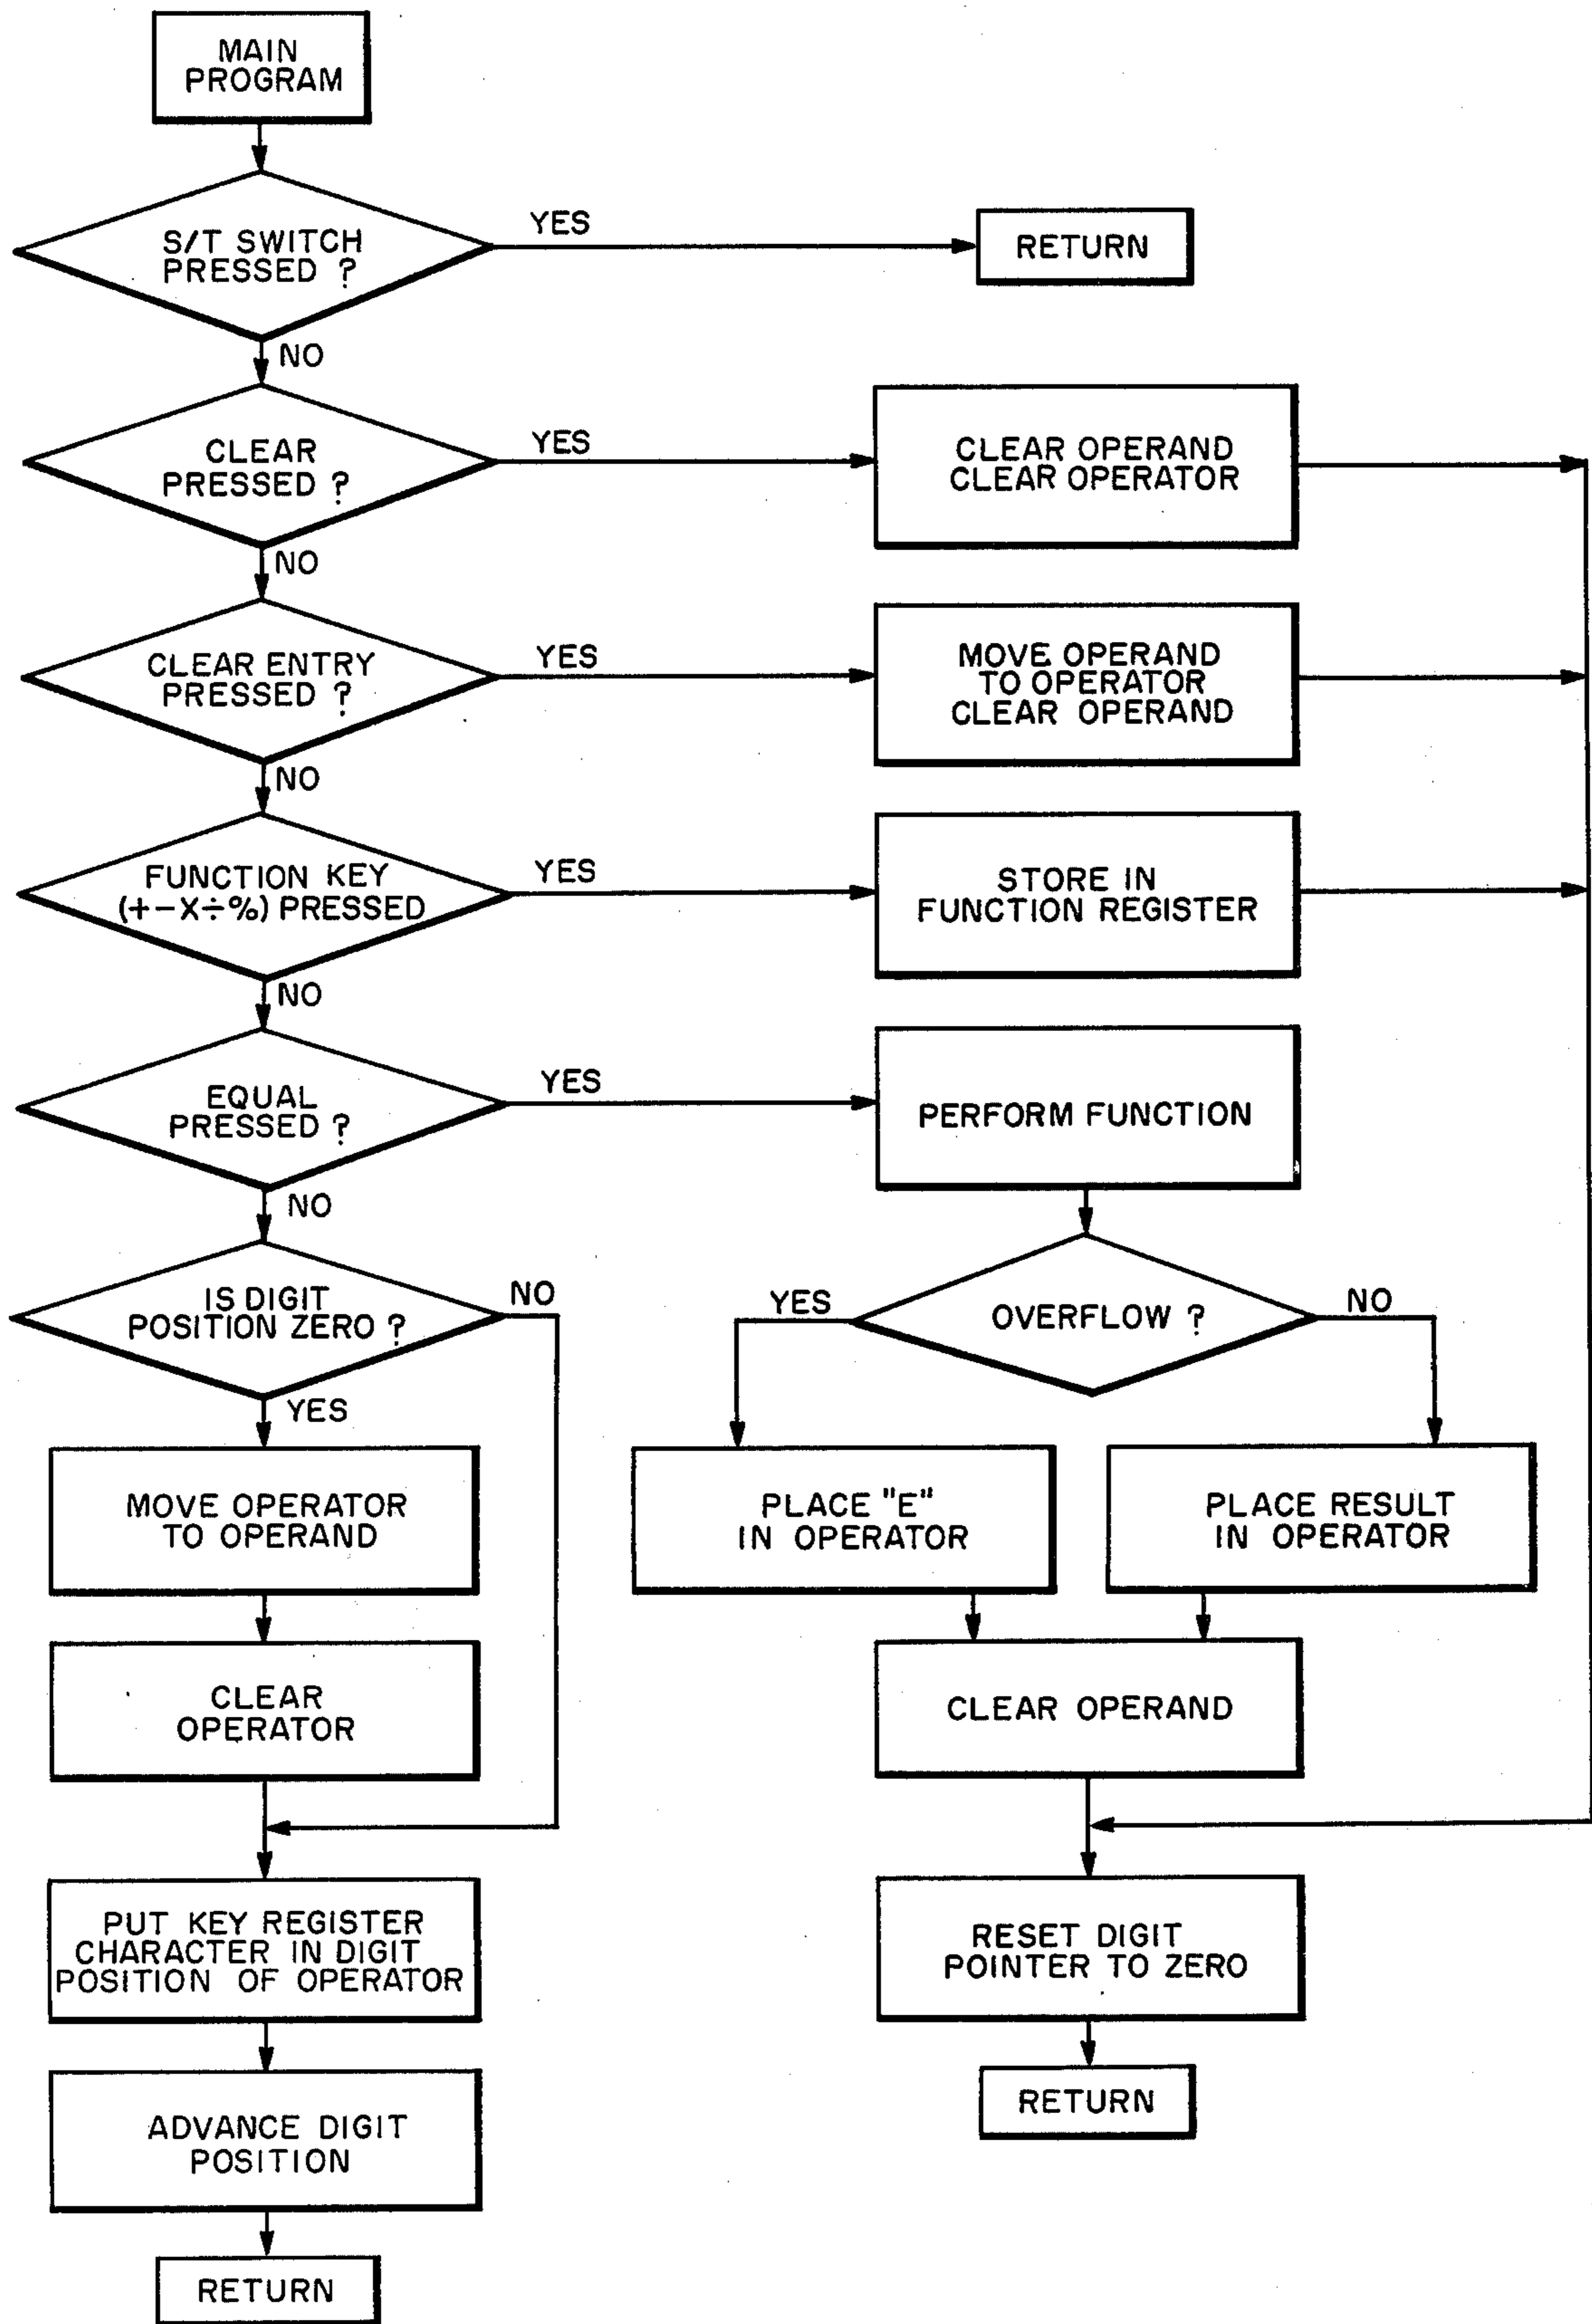 MAIN
PROGRAM
S/T SWITCH
PRESSED ?
YES
RETURN
NO
CLEAR
PRESSED ?
YES
CLEAR OPERAND
CLEAR OPERATOR
NO
CLEAR ENTRY
PRESSED ?
YES
MOVE OPERAND
TO OPERATOR
CLEAR OPERAND
NO
FUNCTION KEY
(+-X÷%) PRESSED
YES
STORE IN
FUNCTION REGISTER
NO
EQUAL
PRESSED ?
YES
PERFORM FUNCTION
NO
IS DIGIT
POSITION ZERO ?
NO
YES
OVERFLOW ?
NO
YES
MOVE OPERATOR
TO OPERAND
PLACE "E"
IN OPERATOR
PLACE RESULT
IN OPERATOR
CLEAR
OPERATOR
CLEAR OPERAND
PUT KEY REGISTER
CHARACTER IN DIGIT
POSITION OF OPERATOR
RESET DIGIT
POINTER TO ZERO
ADVANCE DIGIT
POSITION
RETURN
RETURN